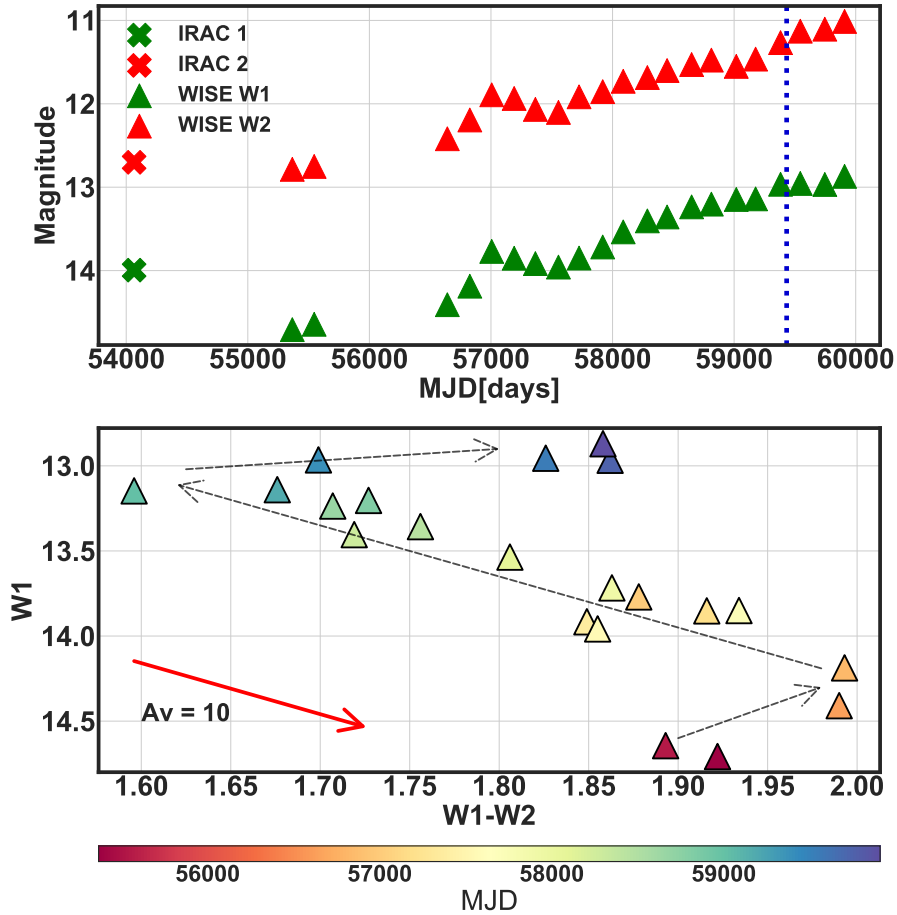 11
12
13
14
Magnitude
IRAC 1
IRAC 2
WISE W1
WISE W2
54000 55000 56000 57000 58000 59000 60000
MJD[days]
13.0
13.5
14.0
14.5
W1
Av = 10
1.60 1.65 1.70 1.75 1.80 1.85 1.90 1.95 2.00
W1-W2
56000 57000 58000 59000
MJD